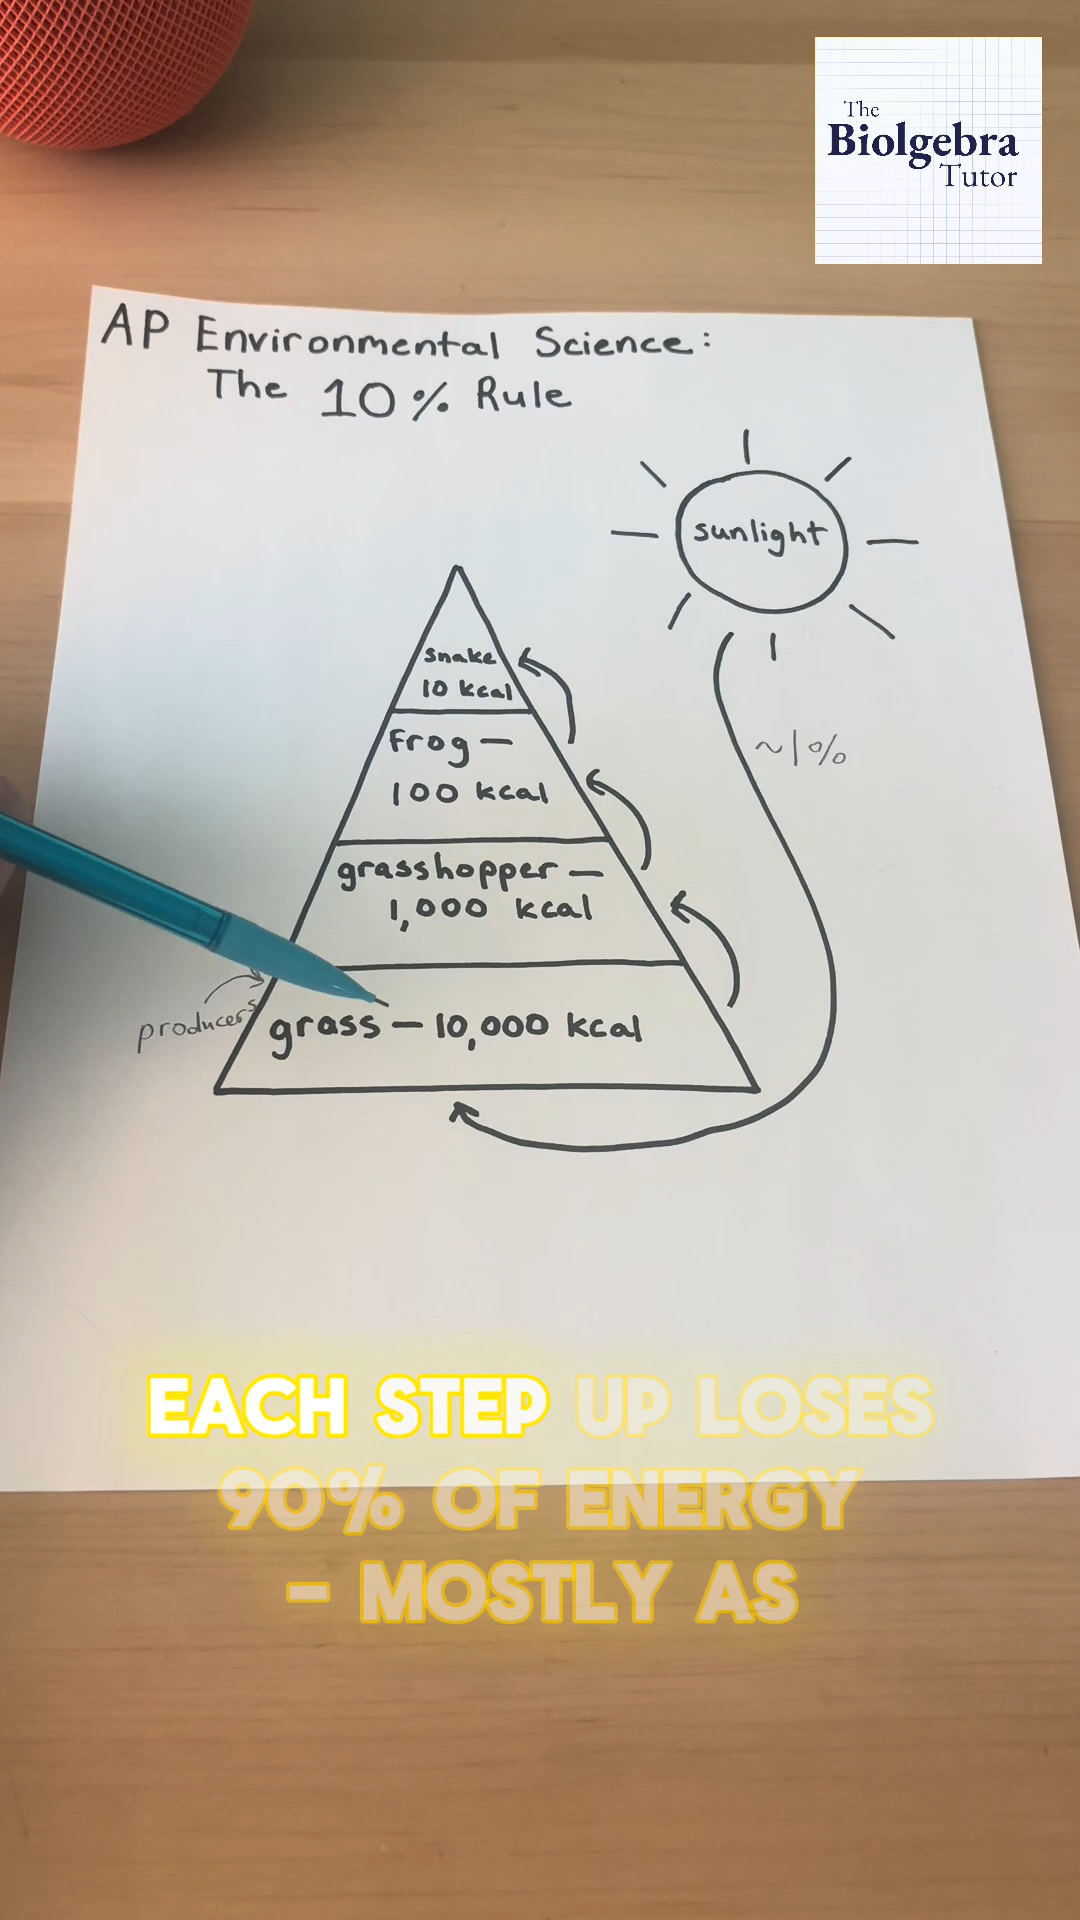 The
Biolgebra
Tutor
AP Environmental Science:
The 10% Rule
sunlight
~1%
snake
10 kcal
Frog —
100 kcal
grasshopper —
1,000 kcal
producers
grass — 10,000 kcal
EACH STEP UP LOSES
90% OF ENERGY
- MOSTLY AS